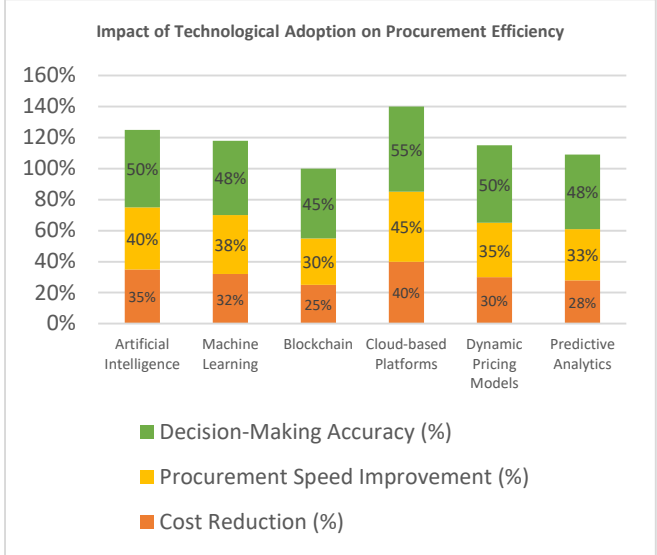 Impact of Technological Adoption on Procurement Efficiency
160%
140%
120%
100%
80%
60%
40%
20%
0%
50% 48% 45% 55% 50% 48%
40% 38% 30% 45% 35% 33%
35% 32% 25% 40% 30% 28%
Artificial Machine Blockchain Cloud-based Dynamic Predictive
Intelligence Learning Platforms Pricing Analytics
Models
Decision-Making Accuracy (%)
Procurement Speed Improvement (%)
Cost Reduction (%)